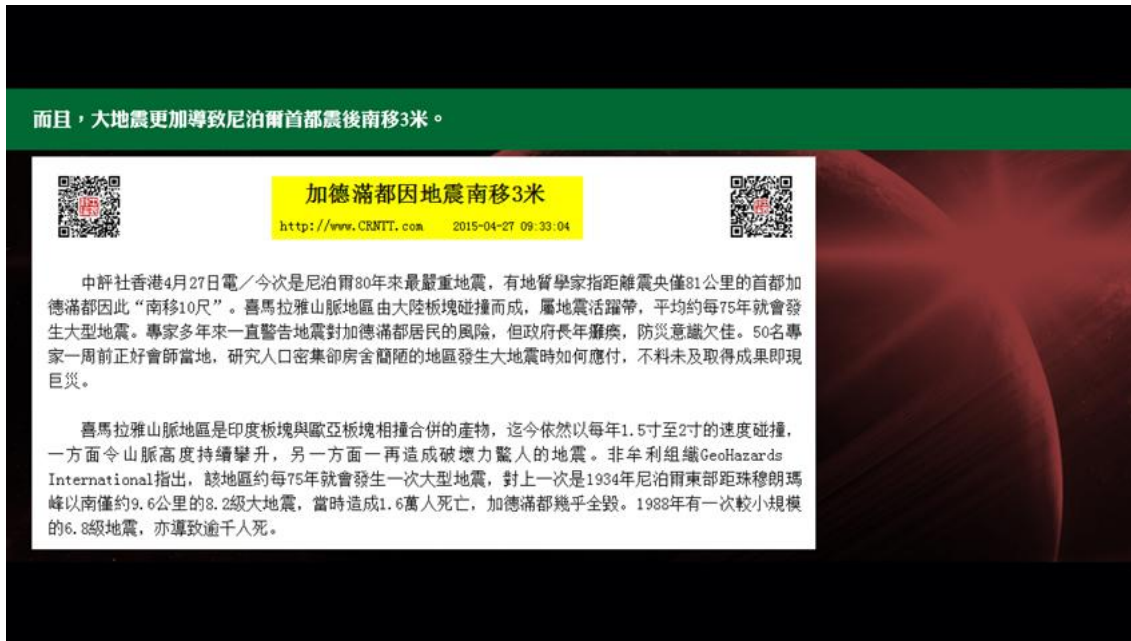 而且，大地震更加導致尼泊爾首都震後南移3米。
加德滿都因地震南移3米
http://www.CRNTT.com 2015-04-27 09:33:04
中評社香港4月27日電／今次是尼泊爾80年來最嚴重地震，有地質學家指距離震央僅81公里的首都加
德滿都因此“南移10尺”。喜馬拉雅山脈地區由大陸板塊碰撞而成，屬地震活躍帶，平均約每75年就會發
生大型地震。專家多年來一直警告地震對加德滿都居民的風險，但政府長年癱瘓，防災意識欠佳。50名專
家一周前正好會師當地，研究人口密集卻房舍簡陋的地區發生大地震時如何應付，不料未及取得成果即現
巨災。
喜馬拉雅山脈地區是印度板塊與歐亞板塊相撞合併的產物，迄今依然以每年1.5寸至2寸的速度碰撞，
一方面令山脈高度持續攀升，另一方面一再造成破壞力驚人的地震。非牟利組織GeoHazards
International指出，該地區約每75年就會發生一次大型地震，對上一次是1934年尼泊爾東部距珠穆朗瑪
峰以南僅約9.6公里的8.2級大地震，當時造成1.6萬人死亡，加德滿都幾乎全毀。1988年有一次較小規模
的6.8級地震，亦導致逾千人死。